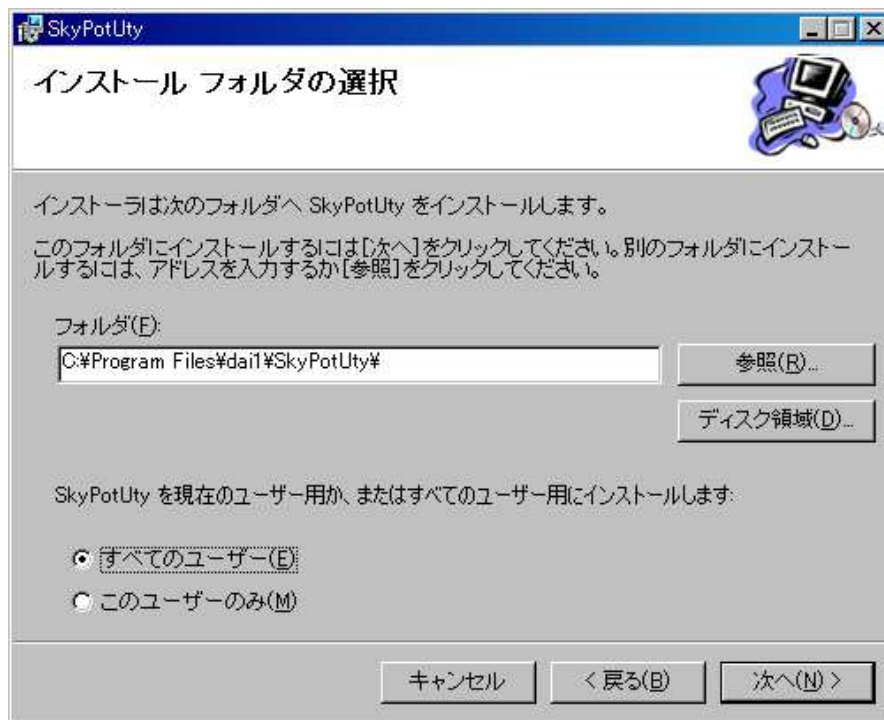 SkyPotUty
インストール フォルダの選択
インストーラは次のフォルダへ SkyPotUty をインストールします。
このフォルダにインストールするには[次へ]をクリックしてください。別のフォルダにインストー
ルするには、アドレスを入力するか[参照]をクリックしてください。
フォルダ(F):
C:¥Program Files¥dai1¥SkyPotUty¥
参照(R)...
ディスク領域(D)...
SkyPotUty を現在のユーザー用か、またはすべてのユーザー用にインストールします:
すべてのユーザー(E)
このユーザーのみ(M)
キャンセル
< 戻る(B)
次へ(N) >